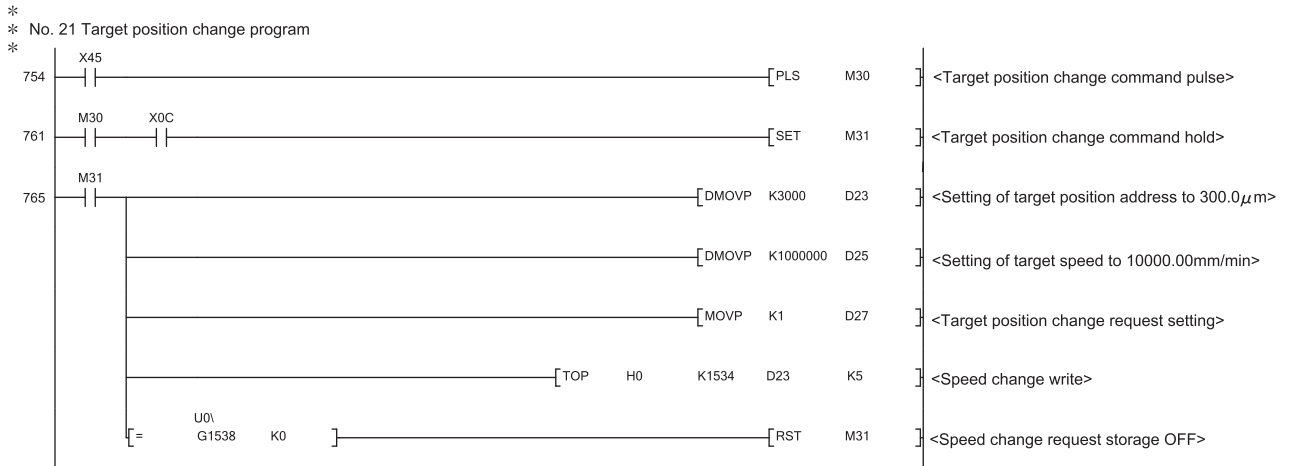 *
* No. 21 Target position change program
*
X45
754 [PLS M30 ] <Target position change command pulse>
M30 X0C
761 [SET M31 ] <Target position change command hold>
M31
765 [DMOVP K3000 D23 ] <Setting of target position address to 300.0μm>
[DMOVP K1000000 D25 ] <Setting of target speed to 10000.00mm/min>
[MOVP K1 D27 ] <Target position change request setting>
[TOP H0 K1534 D23 K5 ] <Speed change write>
U0\
[= G1538 K0 ] [RST M31 ] <Speed change request storage OFF>